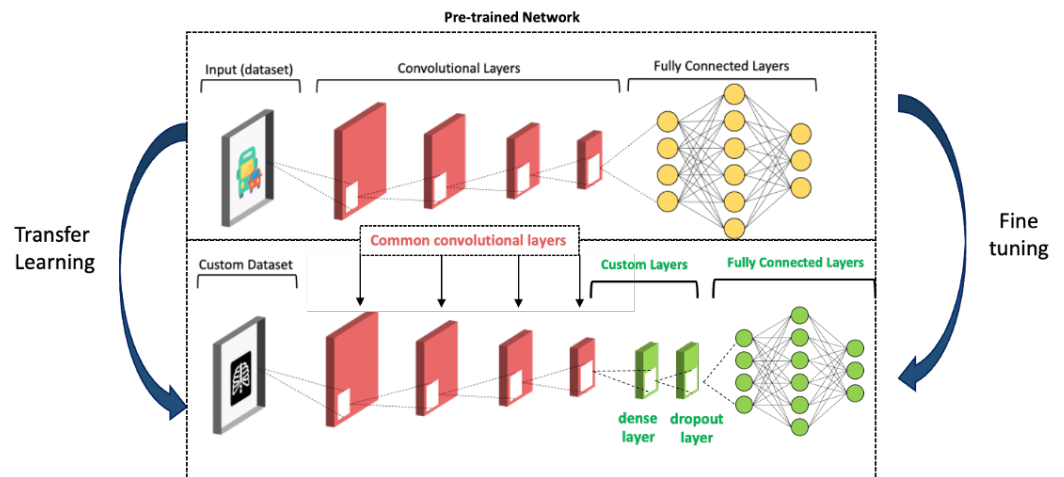 Pre-trained Network
Input (dataset)
Convolutional Layers
Fully Connected Layers
Transfer
Learning
Fine
tuning
Common convolutional layers
Custom Dataset
Custom Layers
Fully Connected Layers
dense
layer
dropout
layer